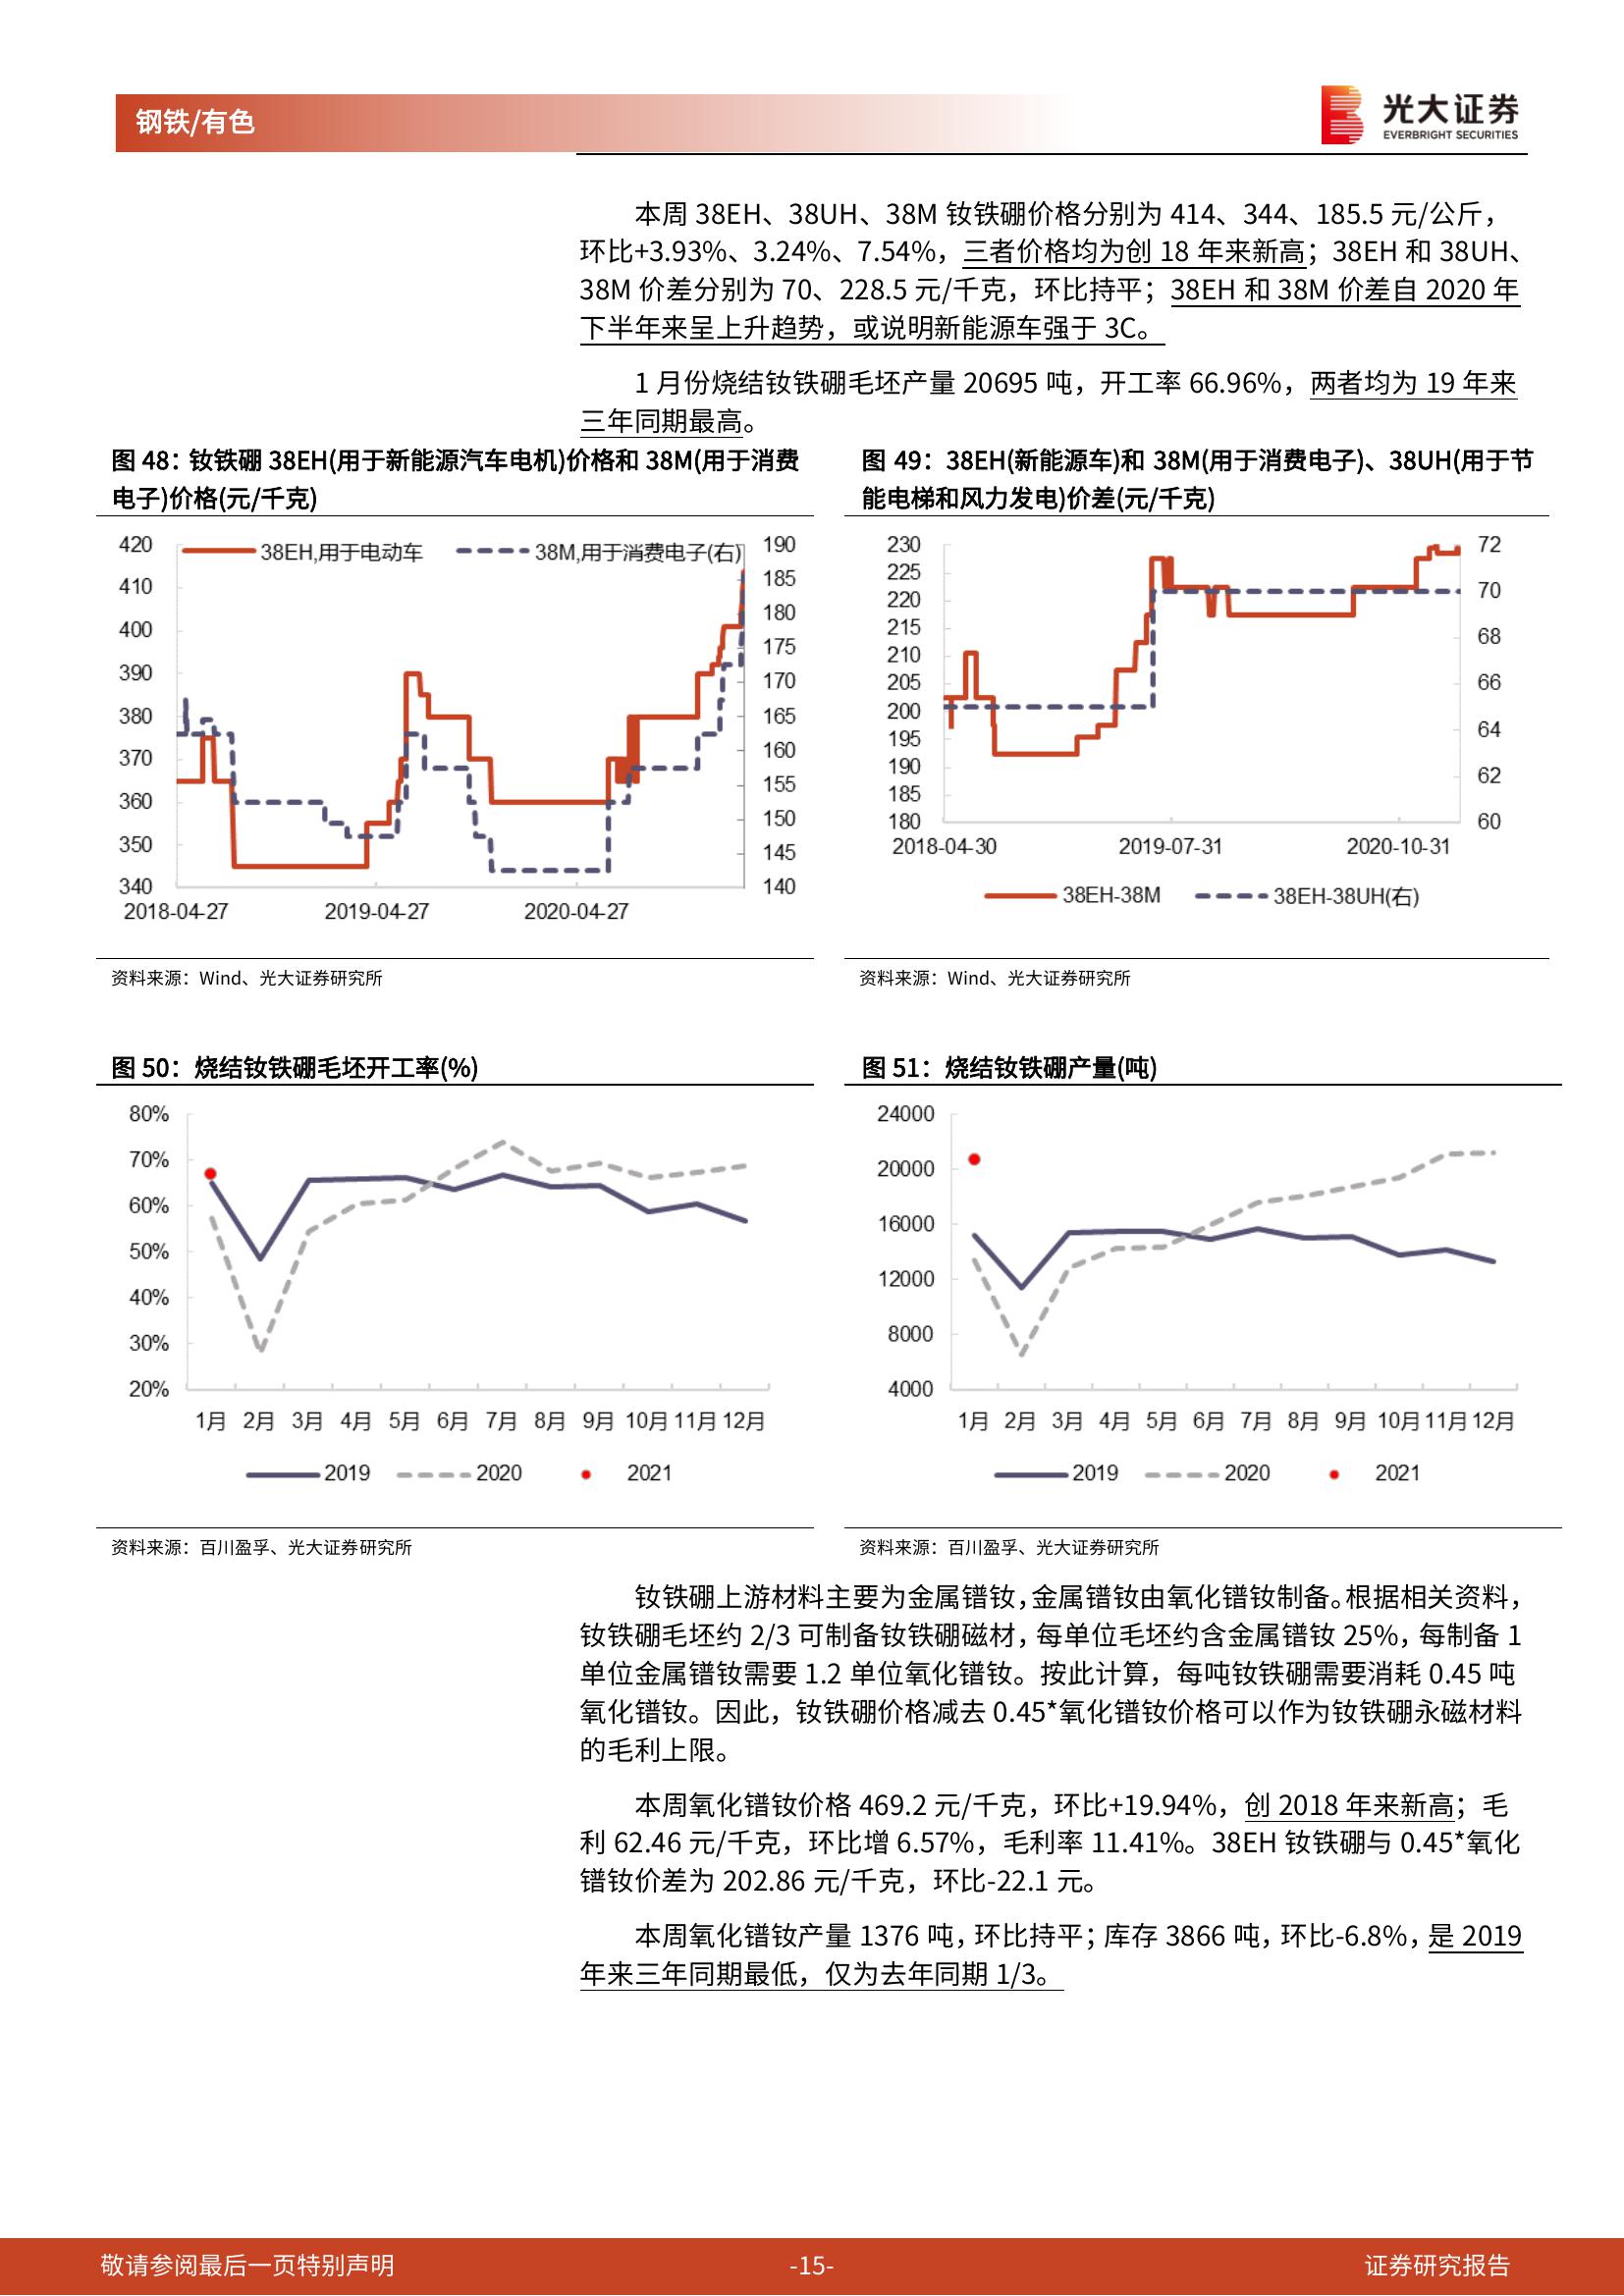 钢铁/有色
光大证券
EVERBRIGHT SECURITIES
本周 38EH、38UH、38M 钕铁硼价格分别为 414、344、185.5 元/公斤，
环比+3.93%、3.24%、7.54%，三者价格均为创 18 年来新高；38EH 和 38UH、
38M 价差分别为 70、228.5 元/千克，环比持平；38EH 和 38M 价差自 2020 年
下半年来呈上升趋势，或说明新能源车强于 3C。
1 月份烧结钕铁硼毛坯产量 20695 吨，开工率 66.96%，两者均为 19 年来
三年同期最高。
图 48：钕铁硼 38EH(用于新能源汽车电机)价格和 38M(用于消费
电子)价格(元/千克)
420
410
400
390
380
370
360
350
340
38EH,用于电动车
38M,用于消费电子(右)
190
185
180
175
170
165
160
155
150
145
140
2018-04-27
2019-04-27
2020-04-27
资料来源：Wind、光大证券研究所
图 49：38EH(新能源车)和 38M(用于消费电子)、38UH(用于节
能电梯和风力发电)价差(元/千克)
230
225
220
215
210
205
200
195
190
185
180
72
70
68
66
64
62
60
2018-04-30
2019-07-31
2020-10-31
38EH-38M
38EH-38UH(右)
资料来源：Wind、光大证券研究所
图 50：烧结钕铁硼毛坯开工率(%)
80%
70%
60%
50%
40%
30%
20%
1月 2月 3月 4月 5月 6月 7月 8月 9月 10月 11月 12月
2019
2020
2021
资料来源：百川盈孚、光大证券研究所
图 51：烧结钕铁硼产量(吨)
24000
20000
16000
12000
8000
4000
1月 2月 3月 4月 5月 6月 7月 8月 9月 10月 11月 12月
2019
2020
2021
资料来源：百川盈孚、光大证券研究所
钕铁硼上游材料主要为金属镨钕，金属镨钕由氧化镨钕制备。根据相关资料，
钕铁硼毛坯约 2/3 可制备钕铁硼磁材，每单位毛坯约含金属镨钕 25%，每制备 1
单位金属镨钕需要 1.2 单位氧化镨钕。按此计算，每吨钕铁硼需要消耗 0.45 吨
氧化镨钕。因此，钕铁硼价格减去 0.45*氧化镨钕价格可以作为钕铁硼永磁材料
的毛利上限。
本周氧化镨钕价格 469.2 元/千克，环比+19.94%，创 2018 年来新高；毛
利 62.46 元/千克，环比增 6.57%，毛利率 11.41%。38EH 钕铁硼与 0.45*氧化
镨钕价差为 202.86 元/千克，环比-22.1 元。
本周氧化镨钕产量 1376 吨，环比持平；库存 3866 吨，环比-6.8%，是 2019
年来三年同期最低，仅为去年同期 1/3。
敬请参阅最后一页特别声明
-15-
证券研究报告